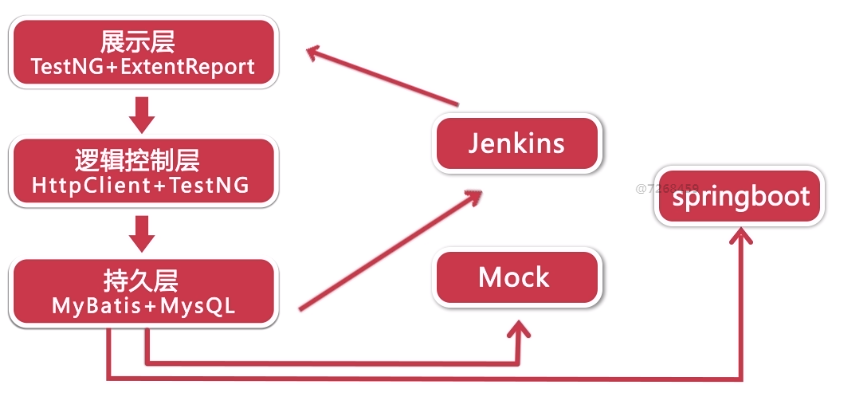 展示层
TestNG+ExtentReport
逻辑控制层
HttpClient+TestNG
持久层
MyBatis+MysQL
Jenkins
Mock
@7268459
springboot